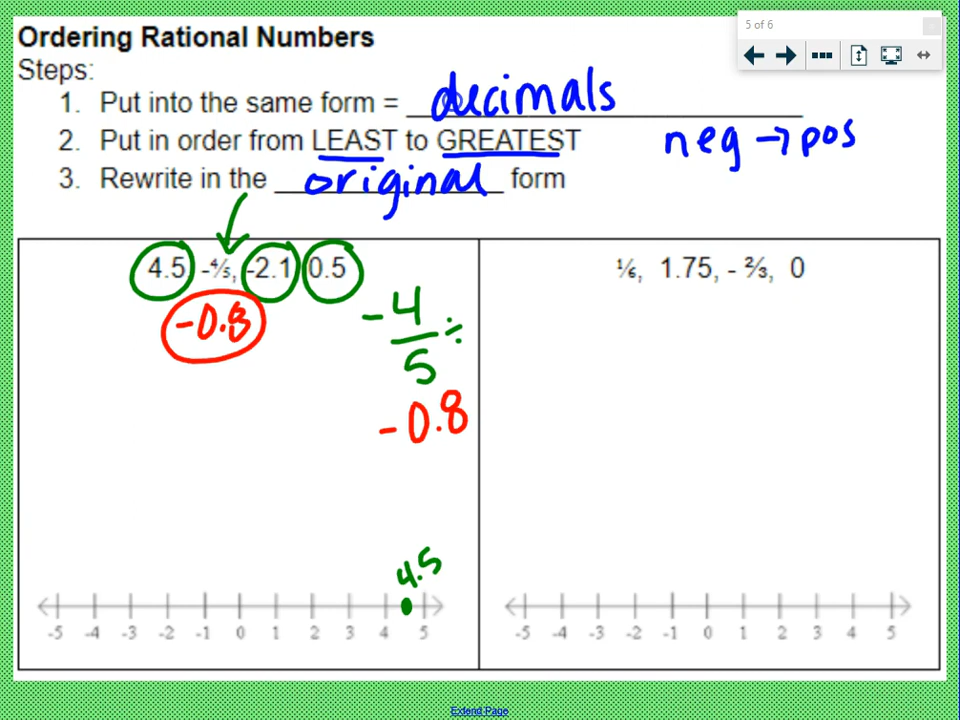 Ordering Rational Numbers
5 of 6
Steps:
1. Put into the same form = decimals
2. Put in order from LEAST to GREATEST neg → pos
3. Rewrite in the original form
4.5, -⅘, -2.1, 0.5
⅙, 1.75, - ⅔, 0
-0.8
-4/5 ÷
-0.8
4.5
-5 -4 -3 -2 -1 0 1 2 3 4 5
-5 -4 -3 -2 -1 0 1 2 3 4 5
Extend Page